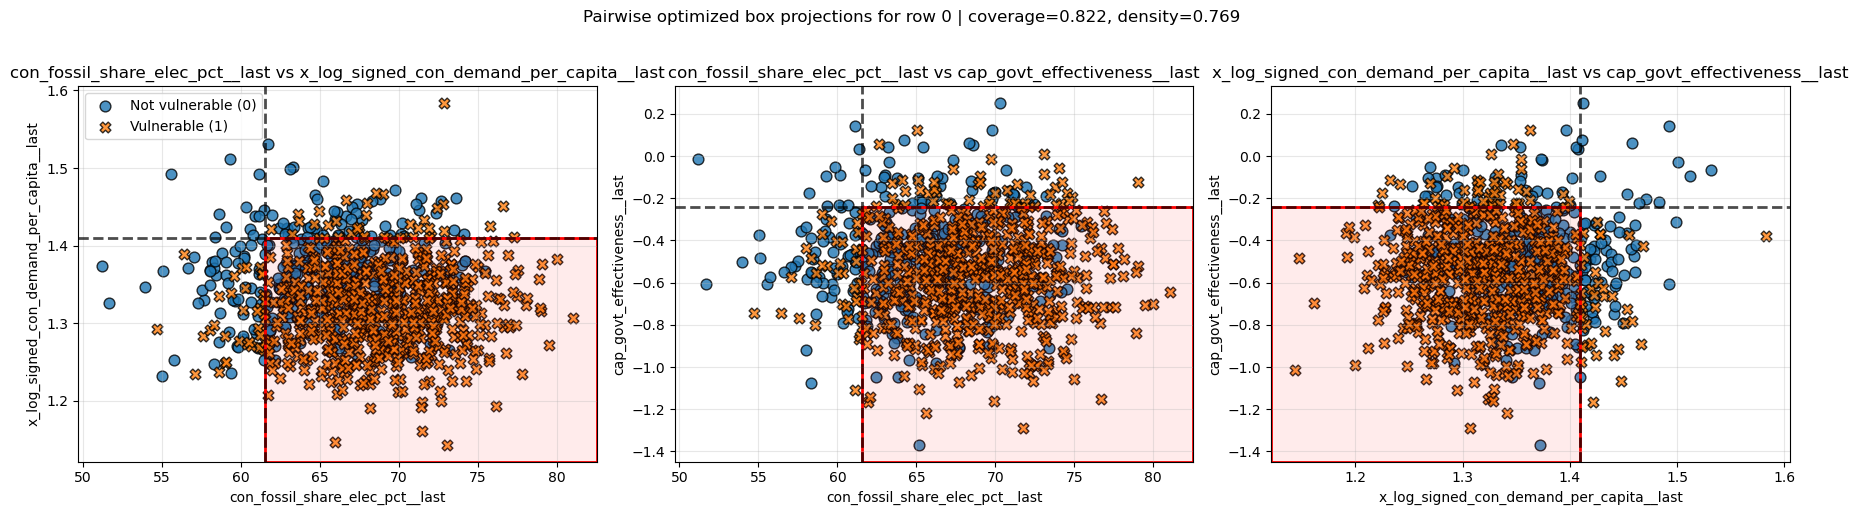 Pairwise optimized box projections for row 0 | coverage=0.822, density=0.769
con_fossil_share_elec_pct__last vs x_log_signed_con_demand_per_capita__last
con_fossil_share_elec_pct__last vs cap_govt_effectiveness__last
x_log_signed_con_demand_per_capita__last vs cap_govt_effectiveness__last
Not vulnerable (0)
Vulnerable (1)
x_log_signed_con_demand_per_capita__last
1.6
1.5
1.4
1.3
1.2
50 55 60 65 70 75 80
con_fossil_share_elec_pct__last
cap_govt_effectiveness__last
0.2
0.0
−0.2
−0.4
−0.6
−0.8
−1.0
−1.2
−1.4
50 55 60 65 70 75 80
con_fossil_share_elec_pct__last
cap_govt_effectiveness__last
0.2
0.0
−0.2
−0.4
−0.6
−0.8
−1.0
−1.2
−1.4
1.2 1.3 1.4 1.5 1.6
x_log_signed_con_demand_per_capita__last